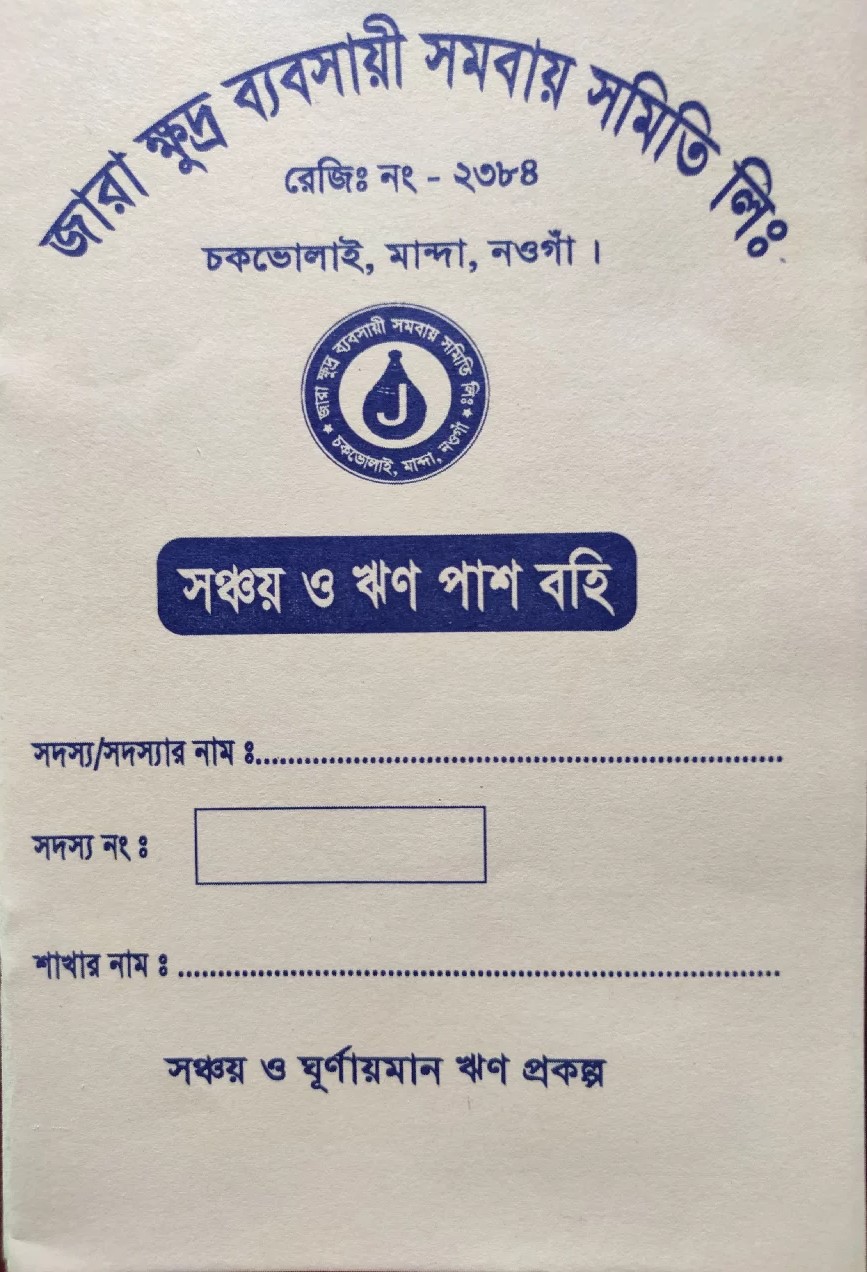 জারা ক্ষুদ্র ব্যবসায়ী সমবায় সমিতি লিঃ
রেজিঃ নং - ২৩৮৪
চকভোলাই, মান্দা, নওগাঁ ।
জারা ক্ষুদ্র ব্যবসায়ী সমবায় সমিতি লিঃ
J
চকভোলাই, মান্দা, নওগাঁ
সঞ্চয় ও ঋণ পাশ বহি
সদস্য/সদস্যার নাম ঃ........................................................................
সদস্য নং ঃ
শাখার নাম ঃ ..................................................................................
সঞ্চয় ও ঘূর্ণায়মান ঋণ প্রকল্প